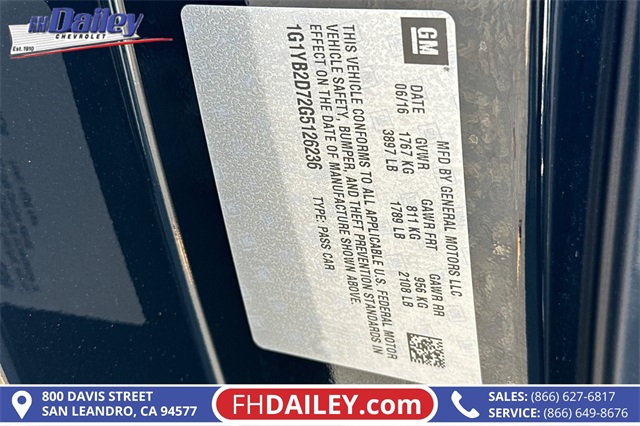 FH Dailey
CHEVROLET
Est. 1959
GM
MFD BY GENERAL MOTORS LLC
DATE GVWR GAWR FRT GAWR RR
06/16 1767 KG 811 KG 956 KG
3897 LB 1789 LB 2108 LB
THIS VEHICLE CONFORMS TO ALL APPLICABLE U.S. FEDERAL MOTOR
VEHICLE SAFETY, BUMPER, AND THEFT PREVENTION STANDARDS IN
EFFECT ON THE DATE OF MANUFACTURE SHOWN ABOVE.
1G1YB2D72G5126236 TYPE: PASS CAR
800 DAVIS STREET
SAN LEANDRO, CA 94577
FHDAILEY.com
SALES: (866) 627-6817
SERVICE: (866) 649-8676